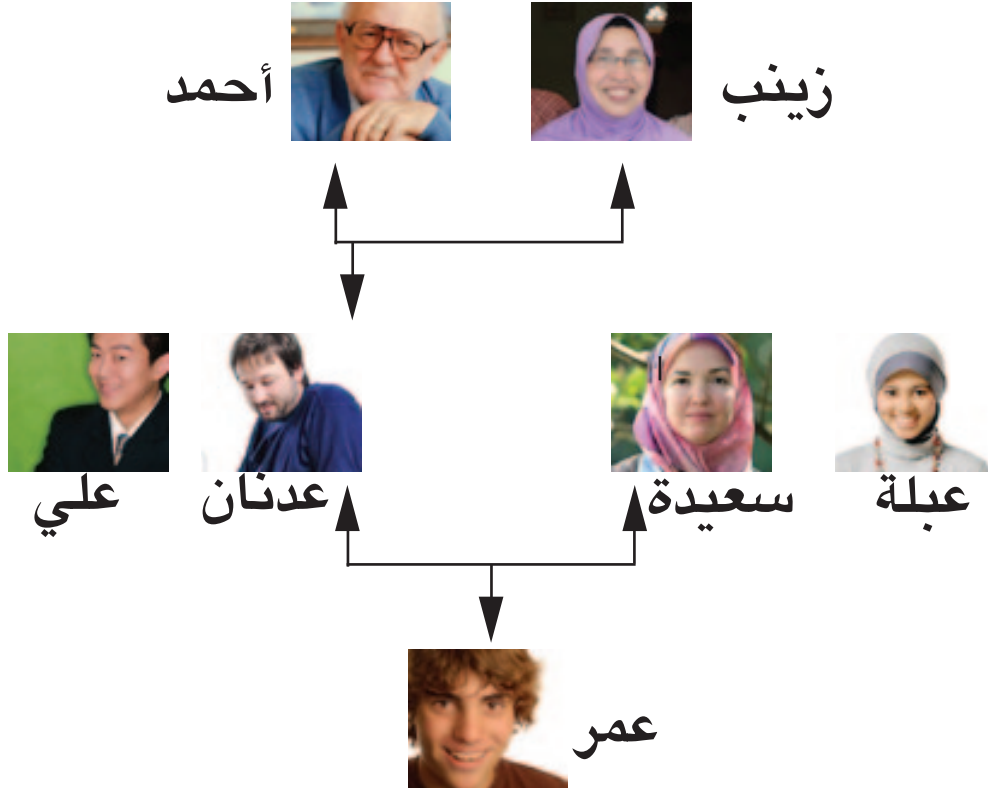 زينب
أحمد
عبلة
سعيدة
عدنان
علي
عمر